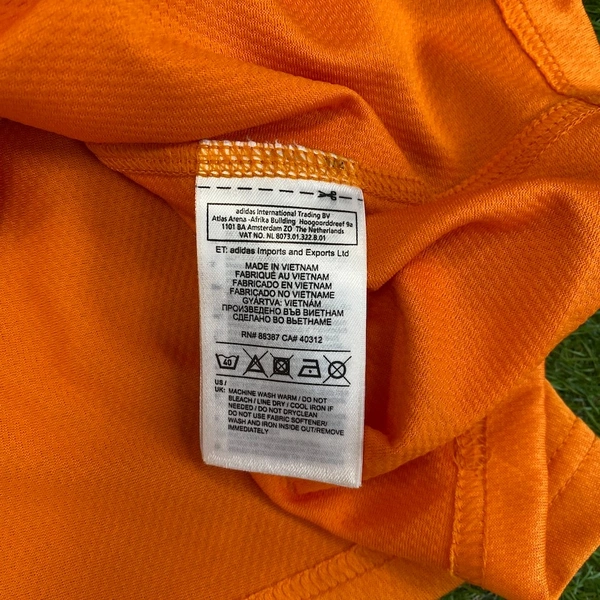 adidas International Trading BV
Atlas Arena -Afrika Building Hoogoorddreef 9a
1101 BA Amsterdam ZO The Netherlands
VAT NO. NL 8073.01.322.B.01
ET: adidas Imports and Exports Ltd
MADE IN VIETNAM
FABRIQUÉ AU VIETNAM
FABRICADO EN VIETNAM
FABRICADO NO VIETNAME
GYÁRTVA: VIETNÁM
ПРОИЗВЕДЕНО ВЪВ ВИЕТНАМ
СДЕЛАНО ВО ВЬЕТНАМЕ
RN# 88387 CA# 40312
40
US /
UK: MACHINE WASH WARM / DO NOT
BLEACH / LINE DRY / COOL IRON IF
NEEDED / DO NOT DRYCLEAN
DO NOT USE FABRIC SOFTENER/
WASH AND IRON INSIDE OUT/REMOVE
IMMEDIATELY